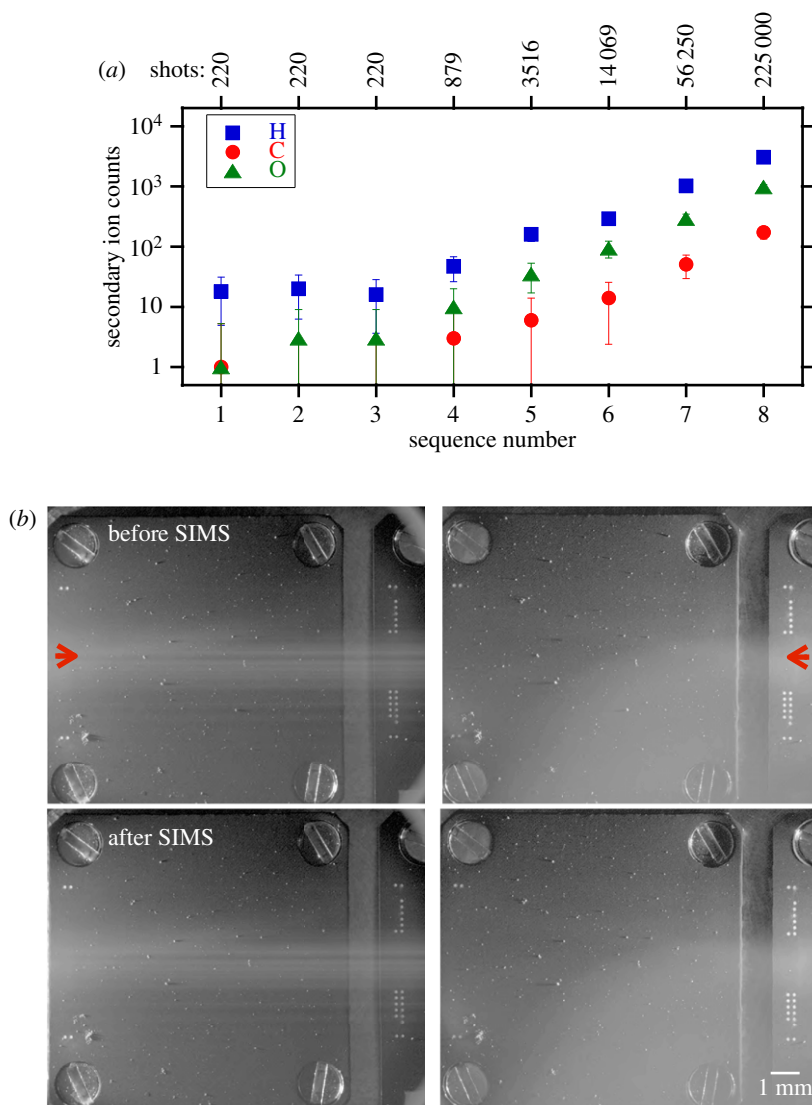 (a) shots: 220 220 220 879 3516 14 069 56 250 225 000
10⁴
10³
10²
10
1
H
C
O
secondary ion counts
1 2 3 4 5 6 7 8
sequence number
(b)
before SIMS
after SIMS
1 mm